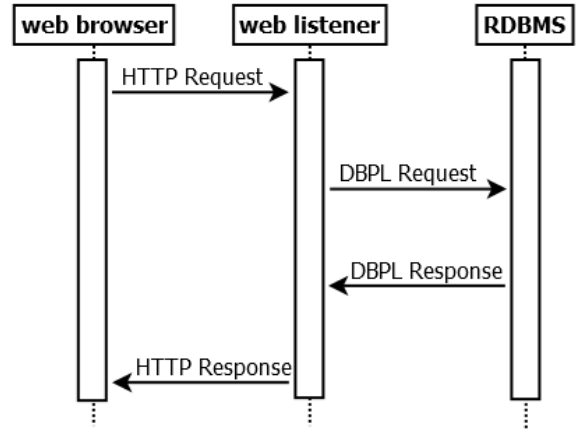 web browser
web listener
RDBMS
HTTP Request
DBPL Request
DBPL Response
HTTP Response